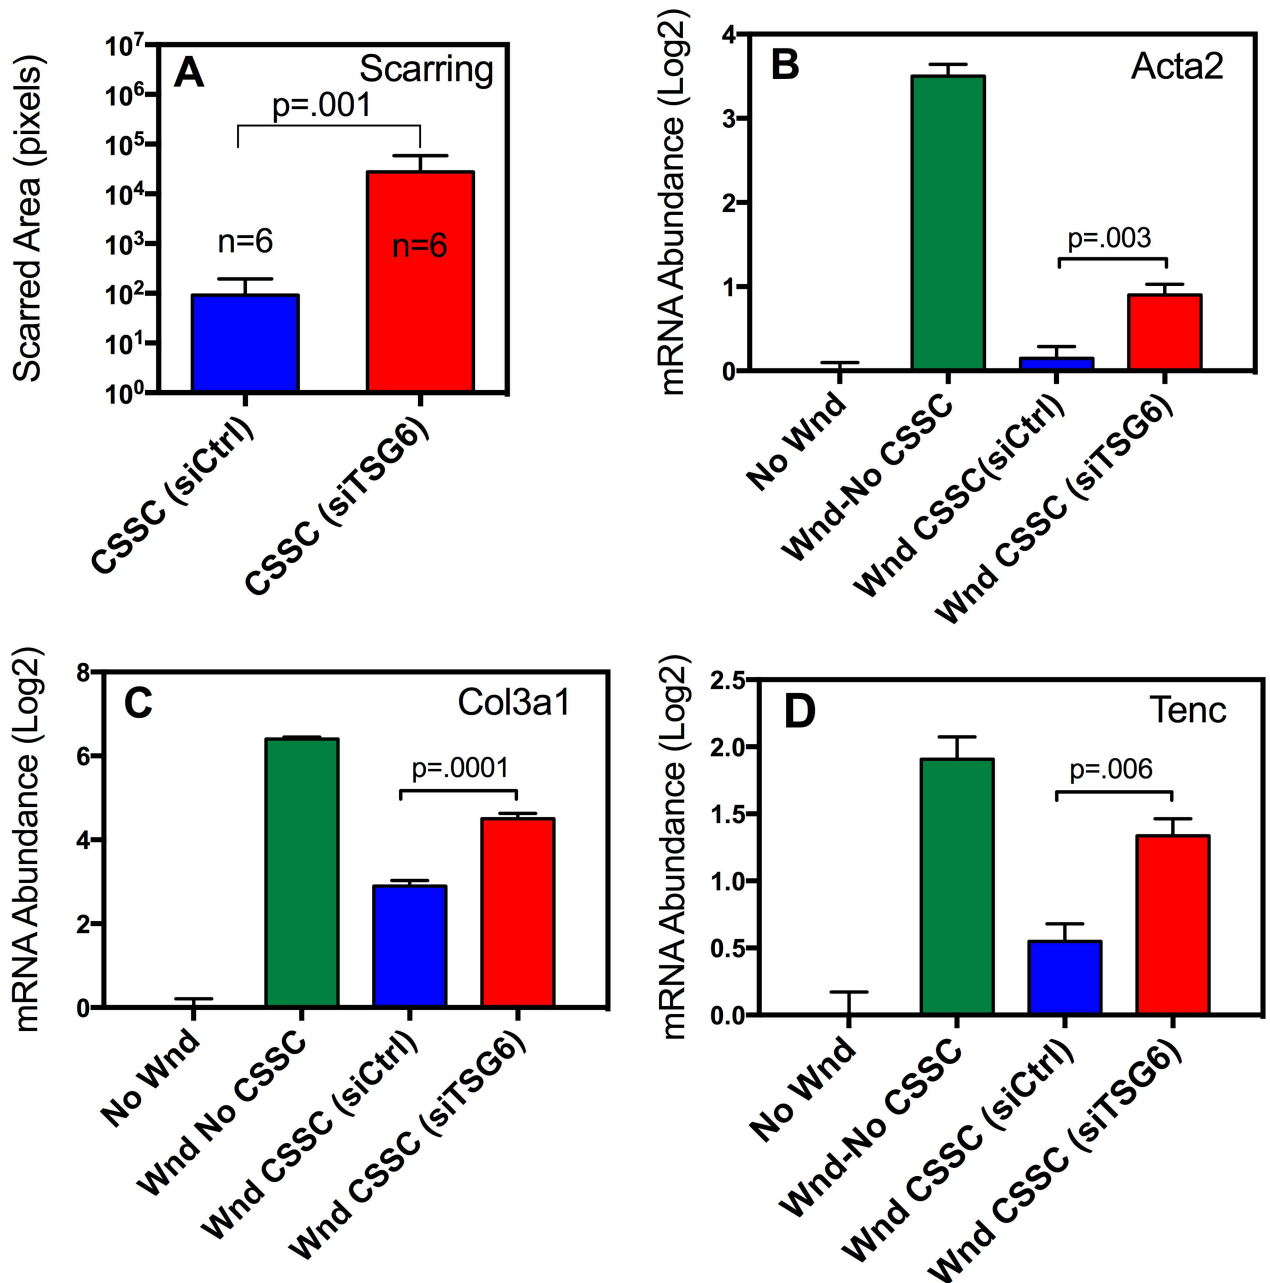 A
Scarring
Scarred Area (pixels)
10^7
10^6
10^5
10^4
10^3
10^2
10^1
10^0
p=.001
n=6
n=6
CSSC (siCtrl)
CSSC (siTSG6)
B
Acta2
mRNA Abundance (Log2)
4
3
2
1
0
p=.003
No Wnd
Wnd-No CSSC
Wnd CSSC(siCtrl)
Wnd CSSC (siTSG6)
C
Col3a1
mRNA Abundance (Log2)
8
6
4
2
0
p=.0001
No Wnd
Wnd No CSSC
Wnd CSSC (siCtrl)
Wnd CSSC (siTSG6)
D
Tenc
mRNA Abundance (Log2)
2.5
2.0
1.5
1.0
0.5
0.0
p=.006
No Wnd
Wnd-No CSSC
Wnd CSSC (siCtrl)
Wnd CSSC (siTSG6)